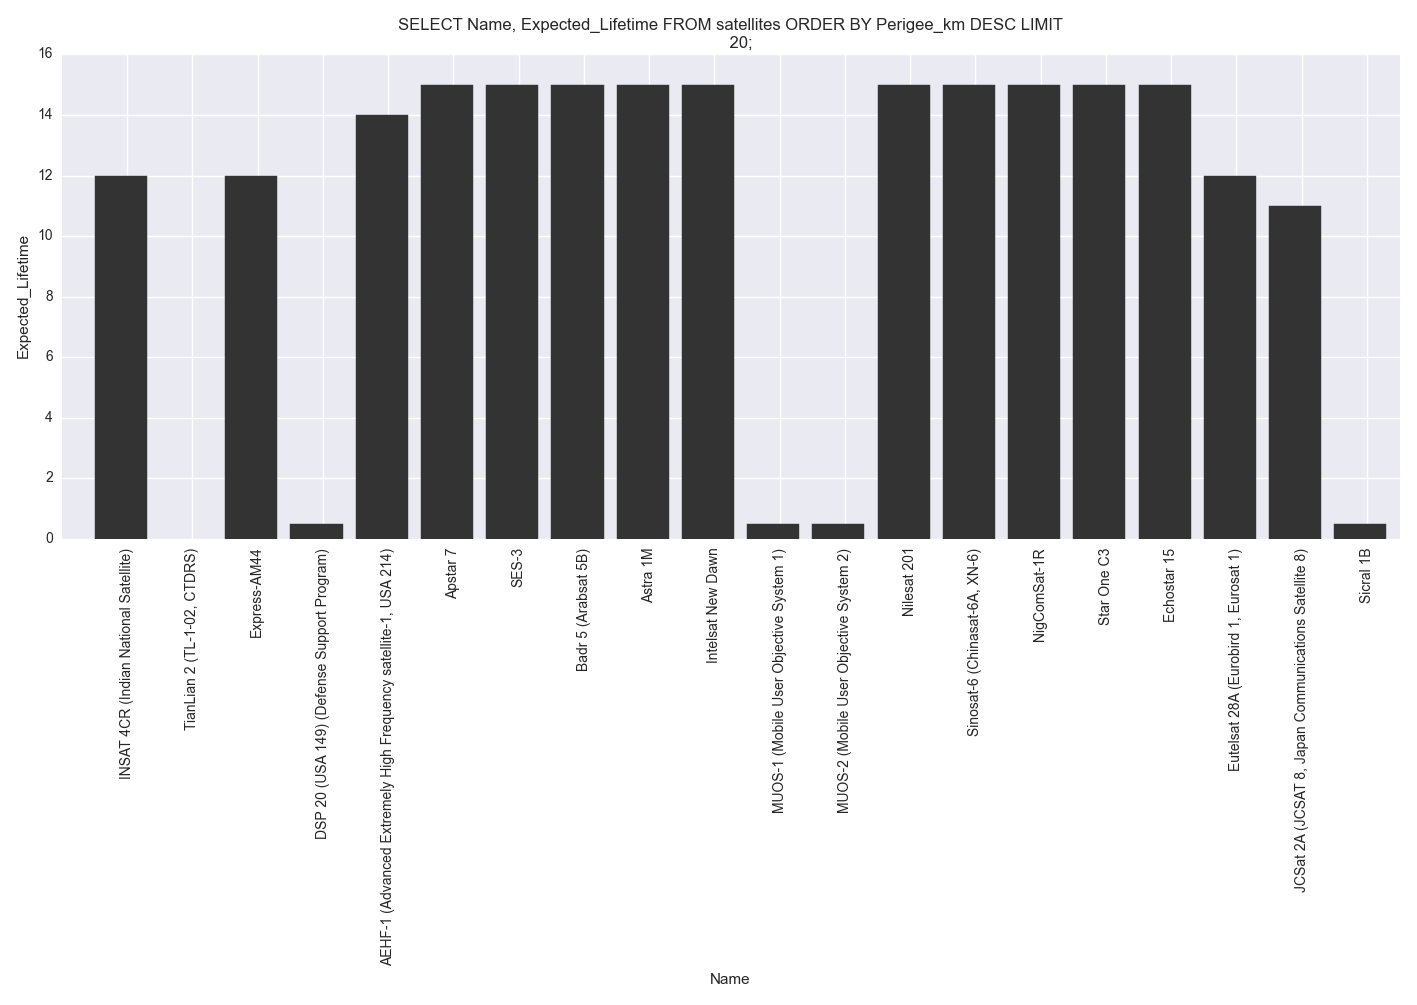 SELECT Name, Expected_Lifetime FROM satellites ORDER BY Perigee_km DESC LIMIT
20;
16
14
12
10
8
6
4
2
0
Expected_Lifetime
INSAT 4CR (Indian National Satellite)
TianLian 2 (TL-1-02, CTDRS)
Express-AM44
DSP 20 (USA 149) (Defense Support Program)
AEHF-1 (Advanced Extremely High Frequency satellite-1, USA 214)
Apstar 7
SES-3
Badr 5 (Arabsat 5B)
Astra 1M
Intelsat New Dawn
MUOS-1 (Mobile User Objective System 1)
MUOS-2 (Mobile User Objective System 2)
Nilesat 201
Sinosat-6 (Chinasat-6A, XN-6)
NigComSat-1R
Star One C3
Echostar 15
Eutelsat 28A (Eurobird 1, Eurosat 1)
JCSat 2A (JCSAT 8, Japan Communications Satellite 8)
Sicral 1B
Name